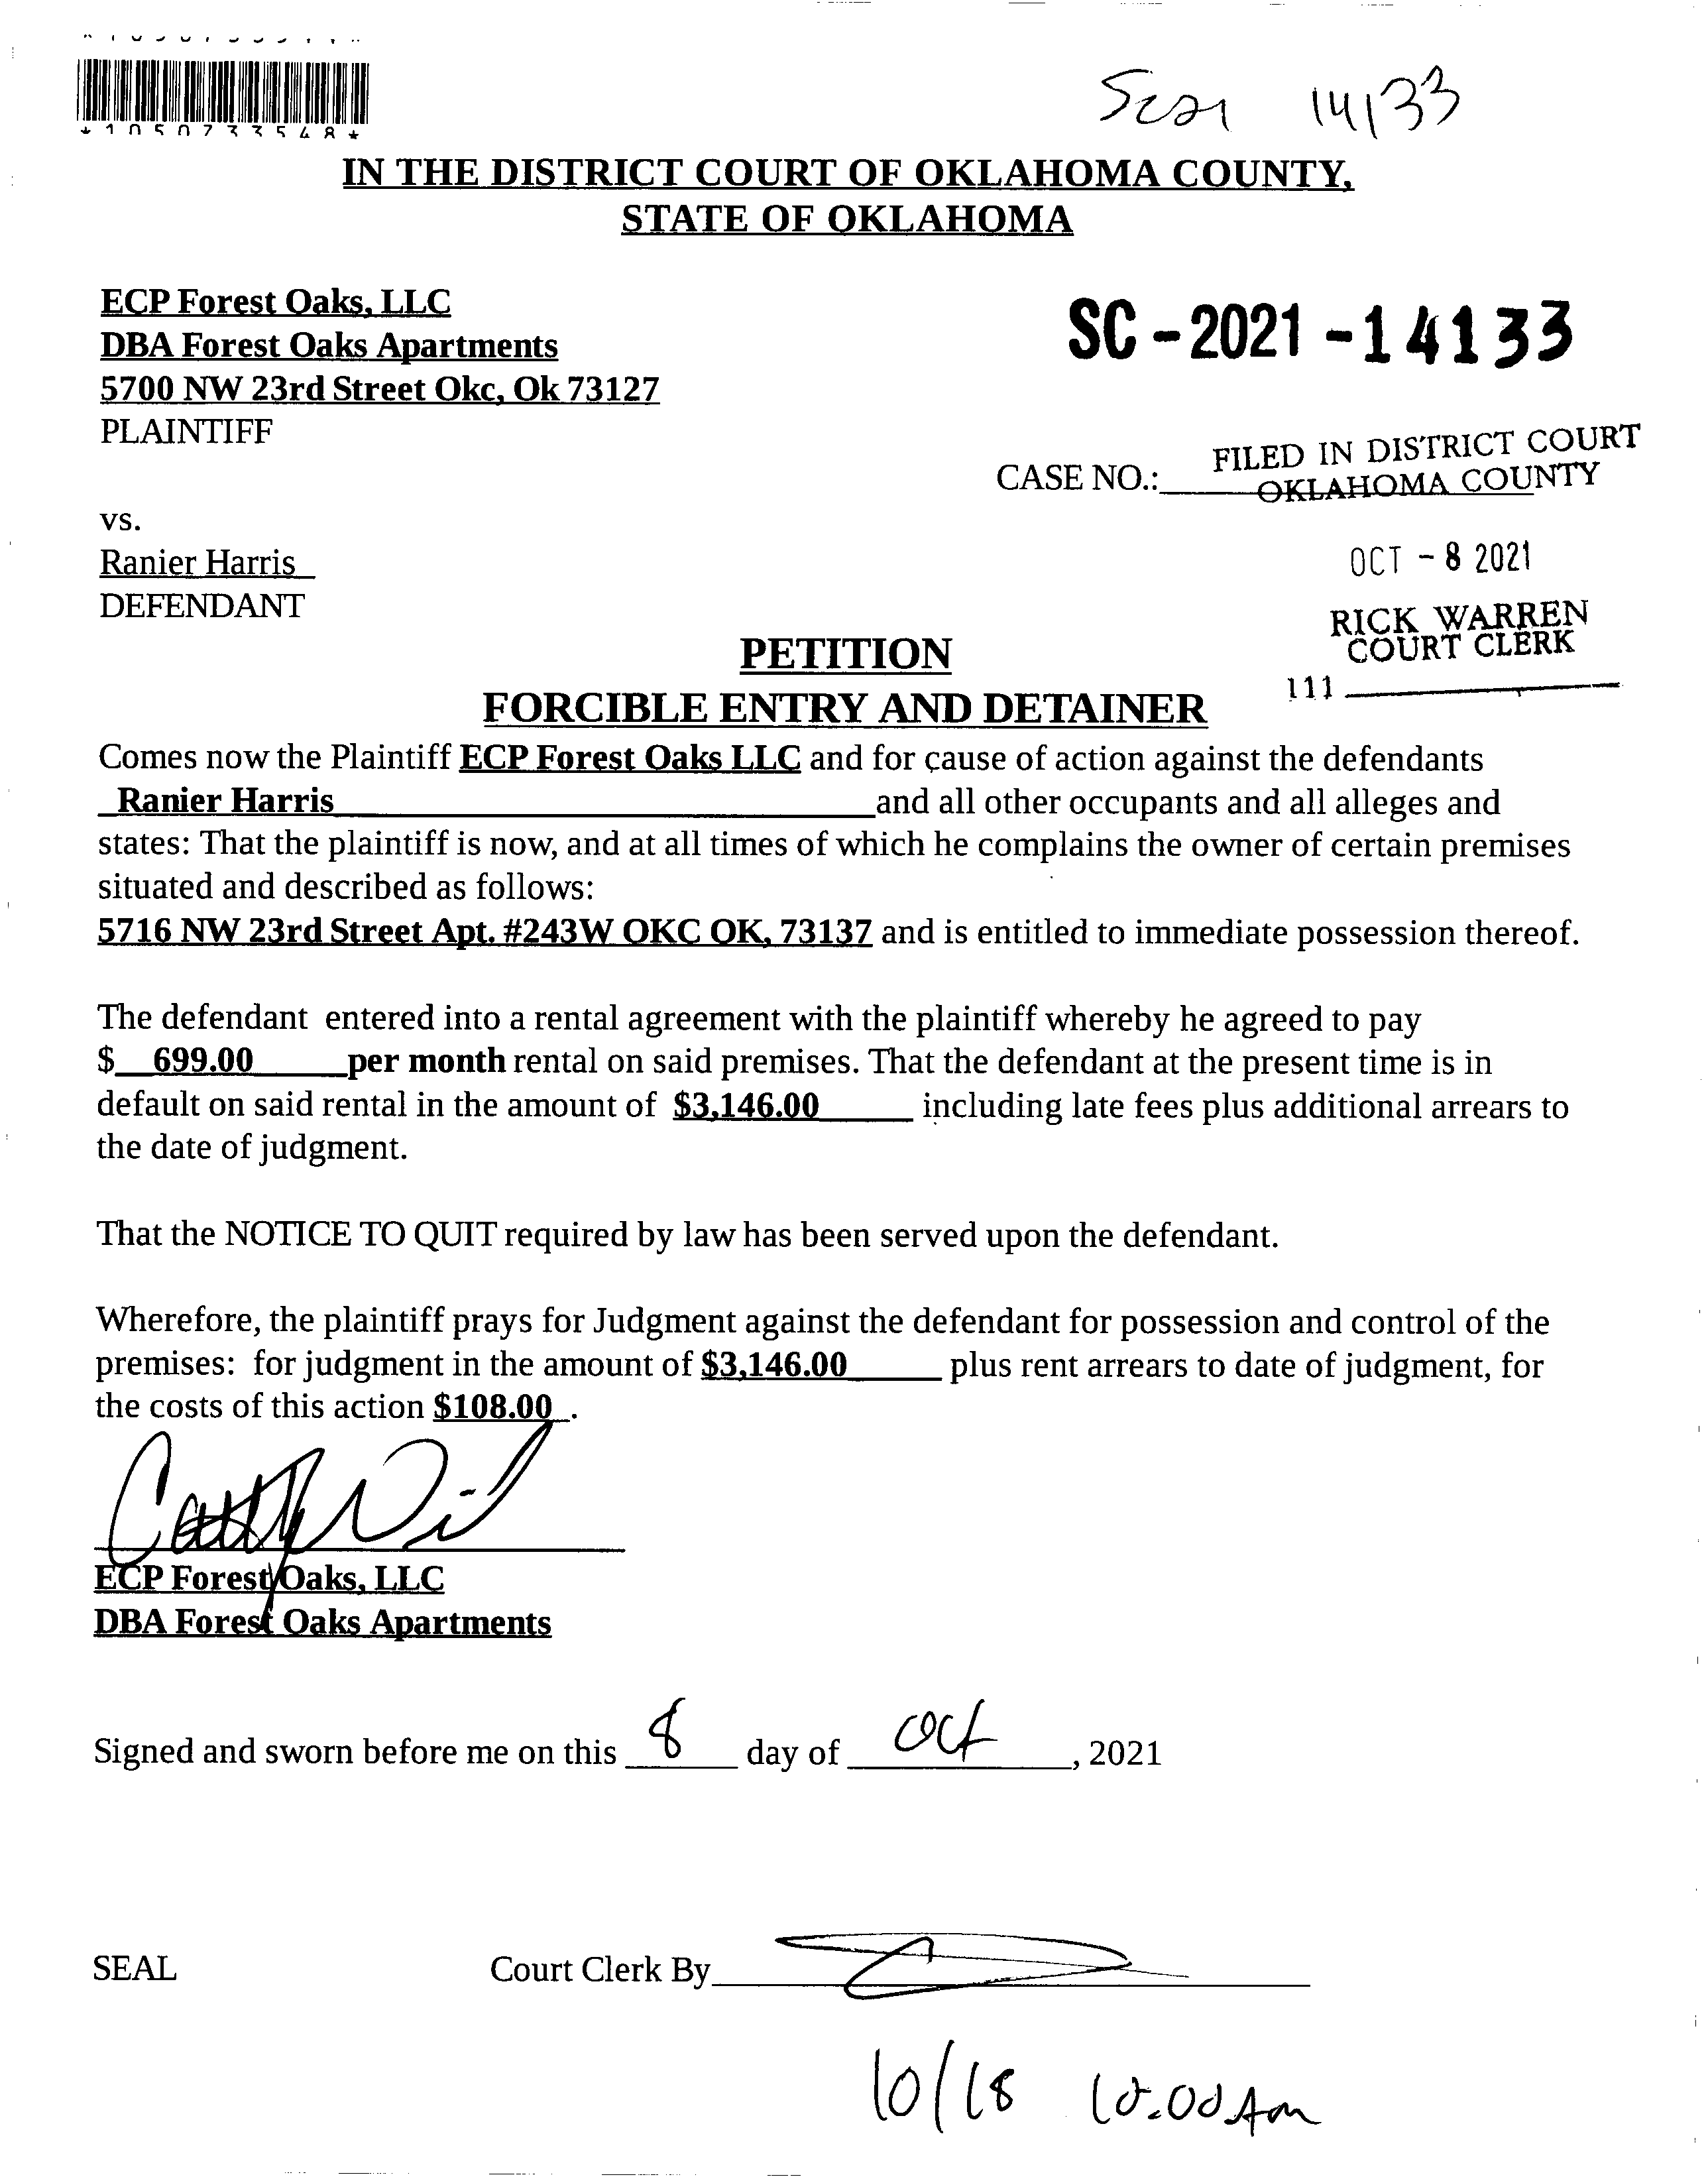 *1050733548*
Sc21 14133
IN THE DISTRICT COURT OF OKLAHOMA COUNTY,
STATE OF OKLAHOMA
ECP Forest Oaks, LLC
DBA Forest Oaks Apartments
5700 NW 23rd Street Okc, Ok 73127
PLAINTIFF
SC-2021-14133
CASE NO.:
FILED IN DISTRICT COURT
OKLAHOMA COUNTY
vs.
Ranier Harris
DEFENDANT
OCT - 8 2021
RICK WARREN
COURT CLERK
111
PETITION
FORCIBLE ENTRY AND DETAINER
Comes now the Plaintiff ECP Forest Oaks LLC and for cause of action against the defendants
Ranier Harris and all other occupants and all alleges and
states: That the plaintiff is now, and at all times of which he complains the owner of certain premises
situated and described as follows:
5716 NW 23rd Street Apt. #243W OKC OK, 73137 and is entitled to immediate possession thereof.
The defendant entered into a rental agreement with the plaintiff whereby he agreed to pay
$ 699.00 per month rental on said premises. That the defendant at the present time is in
default on said rental in the amount of $3,146.00 including late fees plus additional arrears to
the date of judgment.
That the NOTICE TO QUIT required by law has been served upon the defendant.
Wherefore, the plaintiff prays for Judgment against the defendant for possession and control of the
premises: for judgment in the amount of $3,146.00 plus rent arrears to date of judgment, for
the costs of this action $108.00 .
ECP Forest Oaks, LLC
DBA Forest Oaks Apartments
Signed and sworn before me on this 8 day of Oct , 2021
SEAL Court Clerk By
10/18 10:00 Am